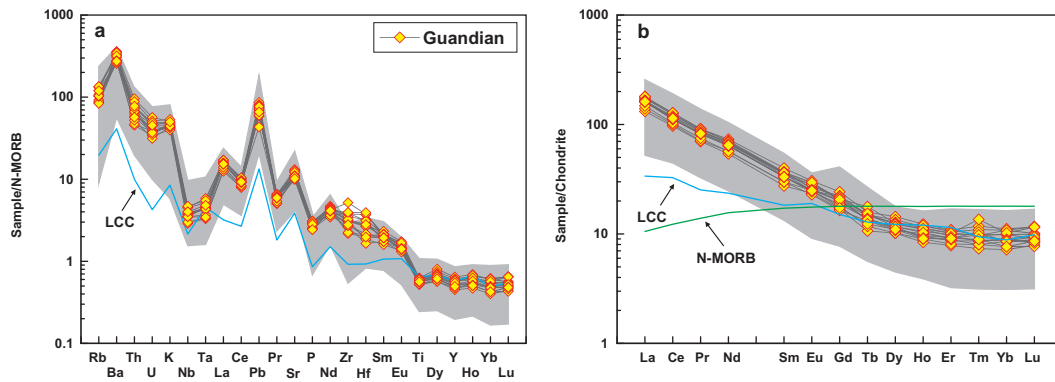 a
Guandian
1000
100
10
1
0.1
Sample/N-MORB
LCC
Rb Th K Ta Ce Pr P Zr Sm Ti Y Yb
Ba U Nb La Pb Sr Nd Hf Eu Dy Ho Lu
b
1000
100
10
1
Sample/Chondrite
LCC
N-MORB
La Ce Pr Nd Sm Eu Gd Tb Dy Ho Er Tm Yb Lu